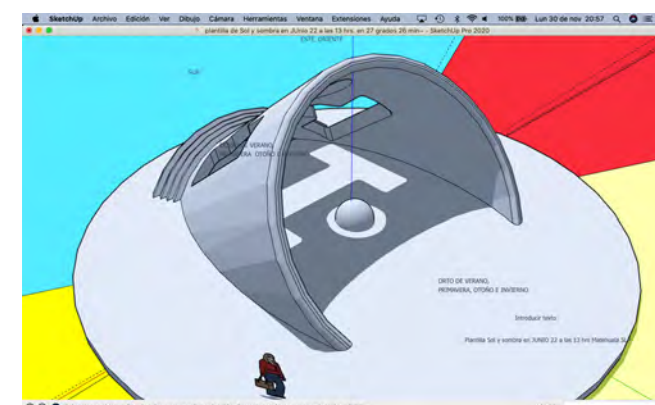 SketchUp Archivo Edición Ver Dibujo Cámara Herramientas Ventana Extensiones Ayuda 100% Lun 30 de nov 20:57
plantilla de Sol y sombra en JUnio 22 a las 13 hrs. en 27 grados 26 min~ - SketchUp Pro 2020
ESTE, ORIENTE
SUR
VERANO,
PRIMAVERA OTOÑO E INVIERNO
ORTO DE VERANO,
PRIMAVERA, OTOÑO E INVIERNO
Introducir texto
Plantilla Sol y sombra en JUNIO 22 a las 13 hrs Matehuala SL